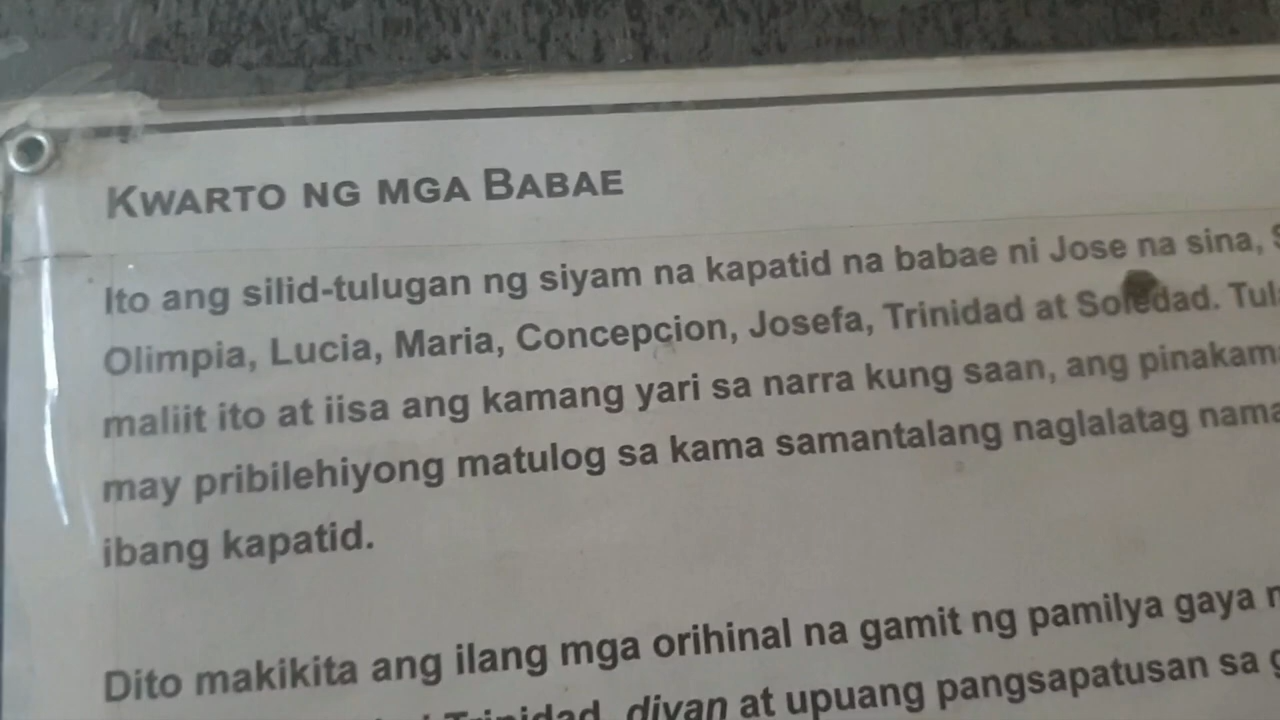 KWARTO NG MGA BABAE
Ito ang silid-tulugan ng siyam na kapatid na babae ni Jose na sina,
Olimpia, Lucia, Maria, Concepcion, Josefa, Trinidad at Soledad.
maliit ito at iisa ang kamang yari sa narra kung saan, ang
may pribilehiyong matulog sa kama samantalang naglalatag
ibang kapatid.
Dito makikita ang ilang mga orihinal na gamit ng pamilya gaya
Trinidad, divan at upuang pangsapatusan sa